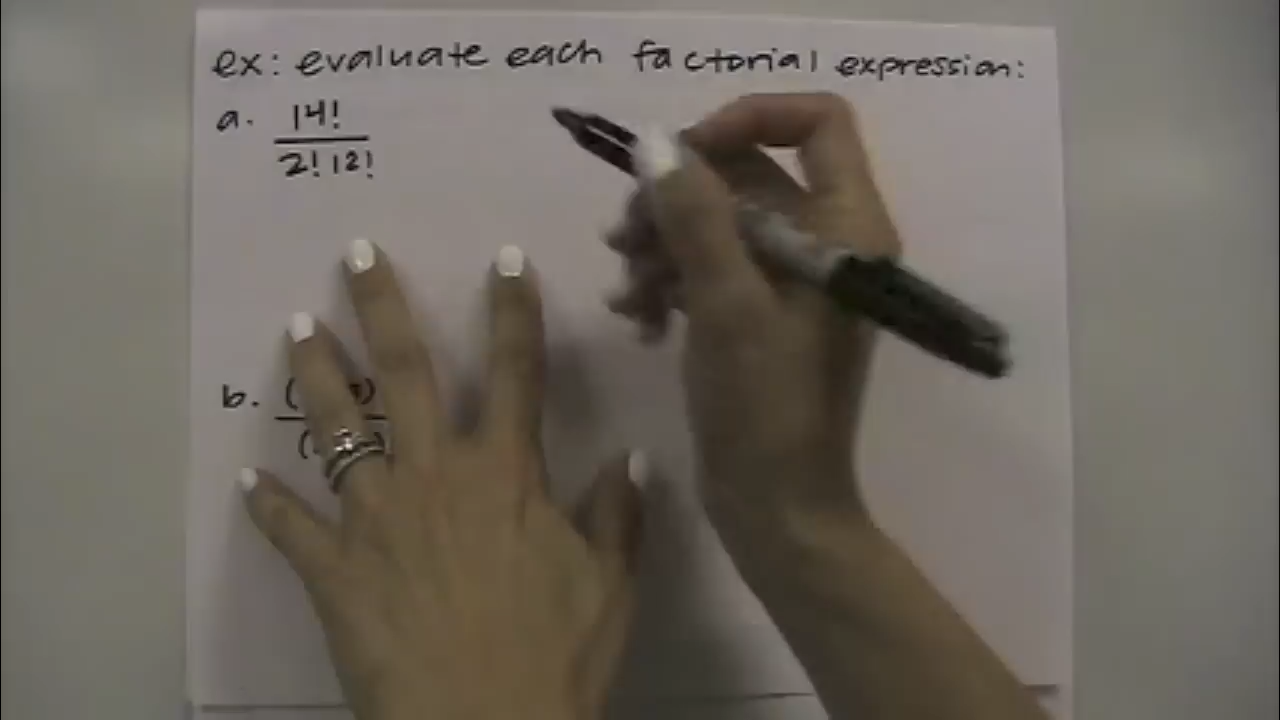 ex: evaluate each factorial expression:
a. 14!
2! 12!
b.